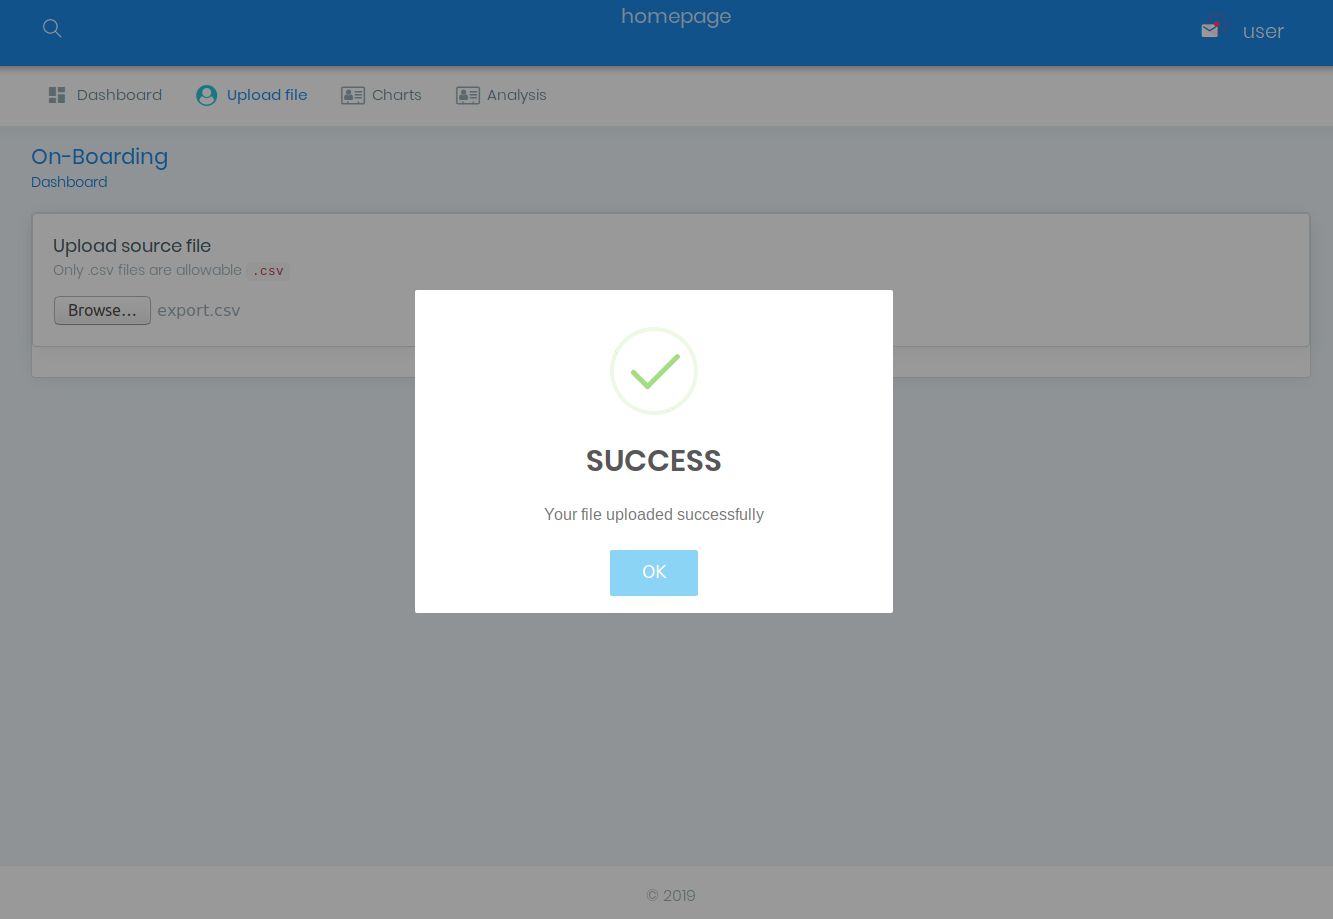 homepage
user
Dashboard
Upload file
Charts
Analysis
On-Boarding
Dashboard
Upload source file
Only .csv files are allowable .csv
Browse... export.csv
SUCCESS
Your file uploaded successfully
OK
© 2019